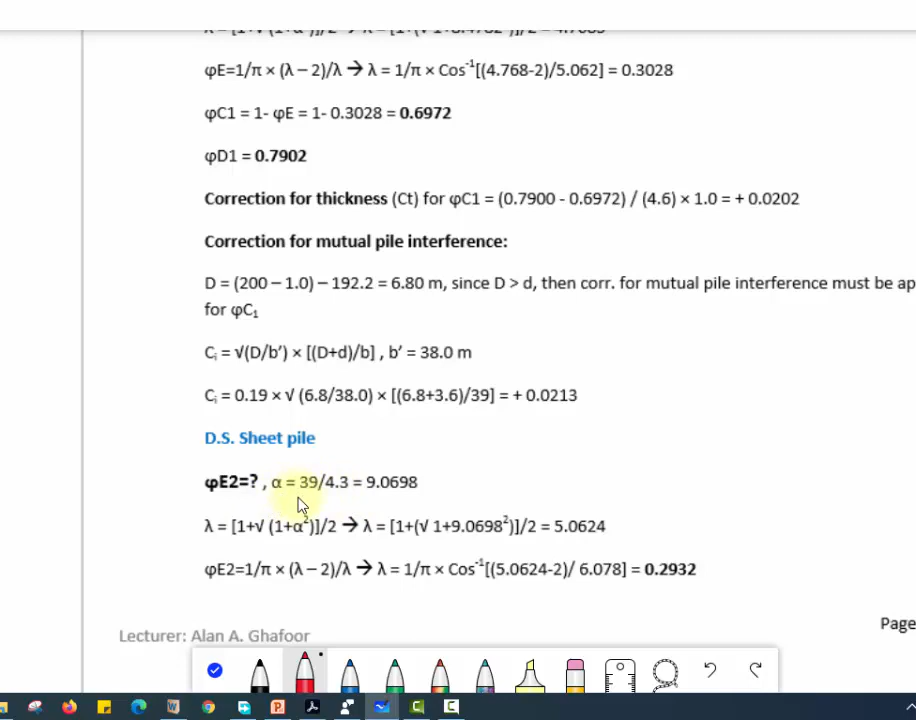 φE=1/π × (λ – 2)/λ → λ = 1/π × Cos⁻¹[(4.768-2)/5.062] = 0.3028
φC1 = 1- φE = 1- 0.3028 = 0.6972
φD1 = 0.7902
Correction for thickness (Ct) for φC1 = (0.7900 - 0.6972) / (4.6) × 1.0 = + 0.0202
Correction for mutual pile interference:
D = (200 – 1.0) – 192.2 = 6.80 m, since D > d, then corr. for mutual pile interference must be ap
for φC₁
Cᵢ = √(D/b′) × [(D+d)/b] , b′ = 38.0 m
Cᵢ = 0.19 × √ (6.8/38.0) × [(6.8+3.6)/39] = + 0.0213
D.S. Sheet pile
φE2=? , α = 39/4.3 = 9.0698
λ = [1+√ (1+α²)]/2 → λ = [1+(√ 1+9.0698²)]/2 = 5.0624
φE2=1/π × (λ – 2)/λ → λ = 1/π × Cos⁻¹[(5.0624-2)/ 6.078] = 0.2932
Page
Lecturer: Alan A. Ghafoor